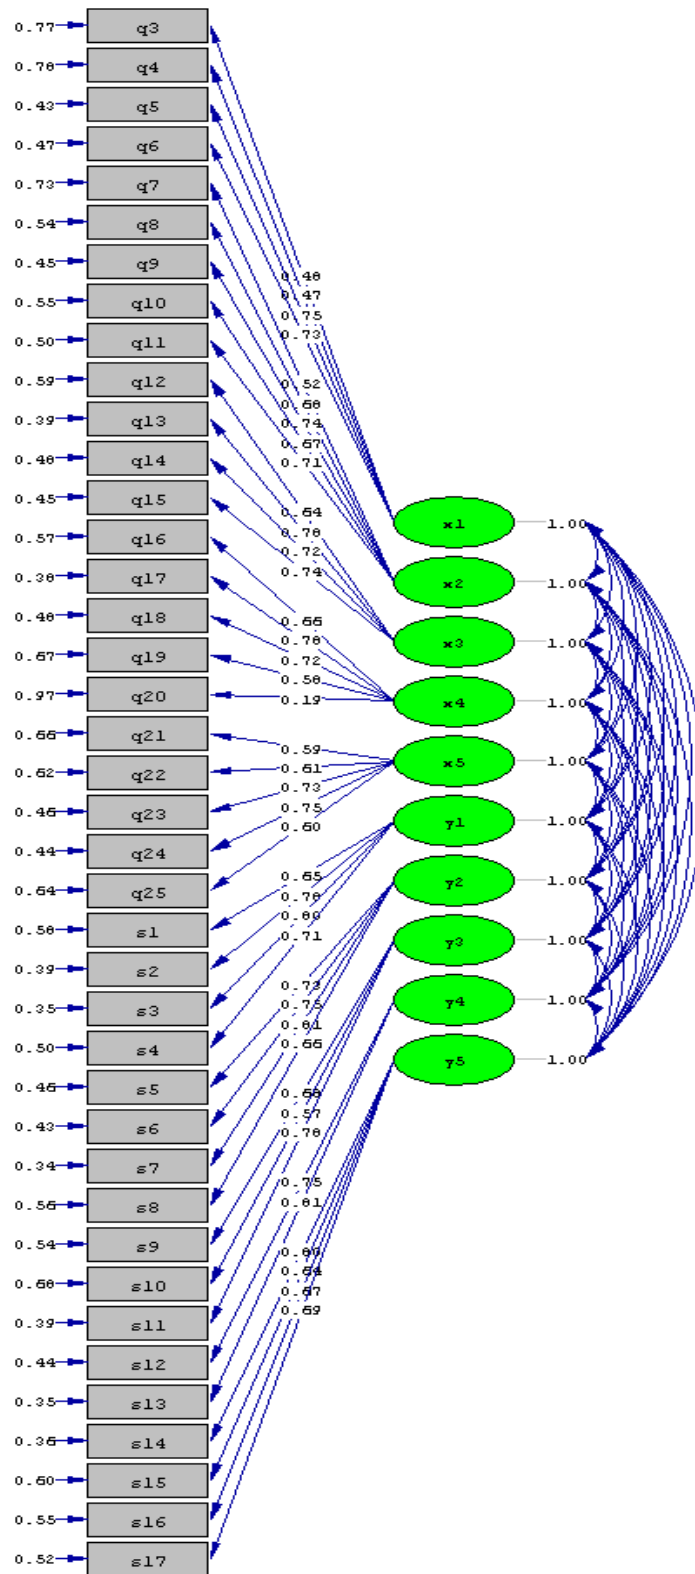 0.77 q3
0.78 q4
0.43 q5
0.47 q6
0.73 q7
0.54 q8
0.45 q9
0.55 q10
0.50 q11
0.59 q12
0.39 q13
0.48 q14
0.45 q15
0.57 q16
0.38 q17
0.48 q18
0.67 q19
0.97 q20
0.65 q21
0.62 q22
0.46 q23
0.44 q24
0.64 q25
0.58 s1
0.39 s2
0.35 s3
0.50 s4
0.46 s5
0.43 s6
0.34 s7
0.56 s8
0.54 s9
0.68 s10
0.39 s11
0.44 s12
0.35 s13
0.36 s14
0.60 s15
0.55 s16
0.52 s17
0.48
0.47
0.75
0.73
0.52
0.68
0.74
0.67
0.71
0.64
0.78
0.72
0.74
0.66
0.78
0.72
0.58
0.19
0.59
0.61
0.73
0.75
0.60
0.65
0.78
0.80
0.71
0.73
0.75
0.81
0.66
0.68
0.57
0.78
0.75
0.81
0.80
0.64
0.67
0.69
x1 1.00
x2 1.00
x3 1.00
x4 1.00
x5 1.00
y1 1.00
y2 1.00
y3 1.00
y4 1.00
y5 1.00